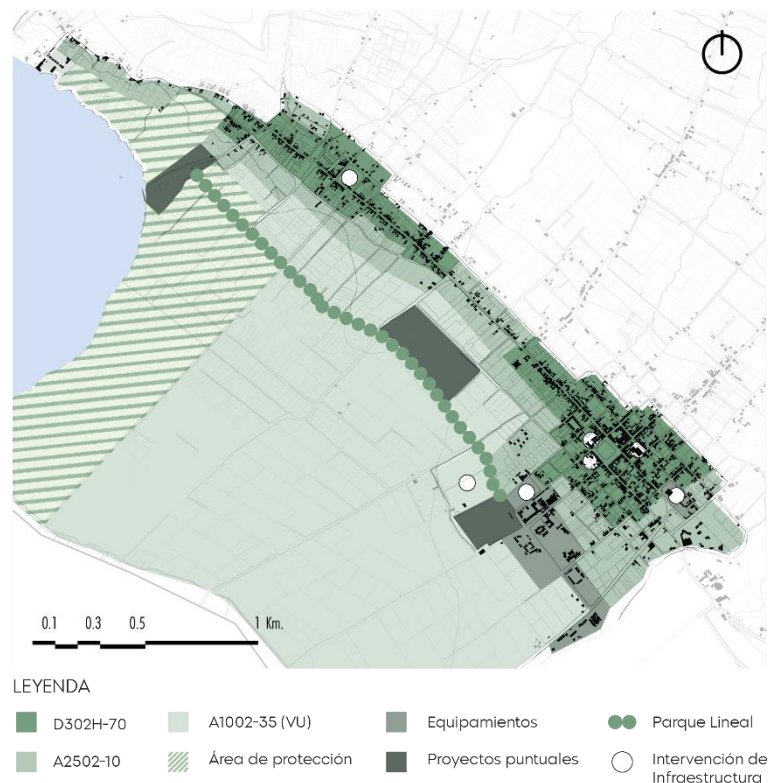 0.1 0.3 0.5 1 Km.
LEYENDA
D302H-70 A1002-35 (VU) Equipamientos Parque Lineal
A2502-10 Área de protección Proyectos puntuales Intervención de
Infraestructura